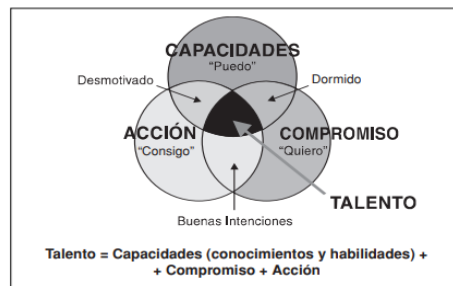 CAPACIDADES
“Puedo”
Desmotivado
Dormido
ACCIÓN
“Consigo”
COMPROMISO
“Quiero”
TALENTO
Buenas Intenciones
Talento = Capacidades (conocimientos y habilidades) +
+ Compromiso + Acción